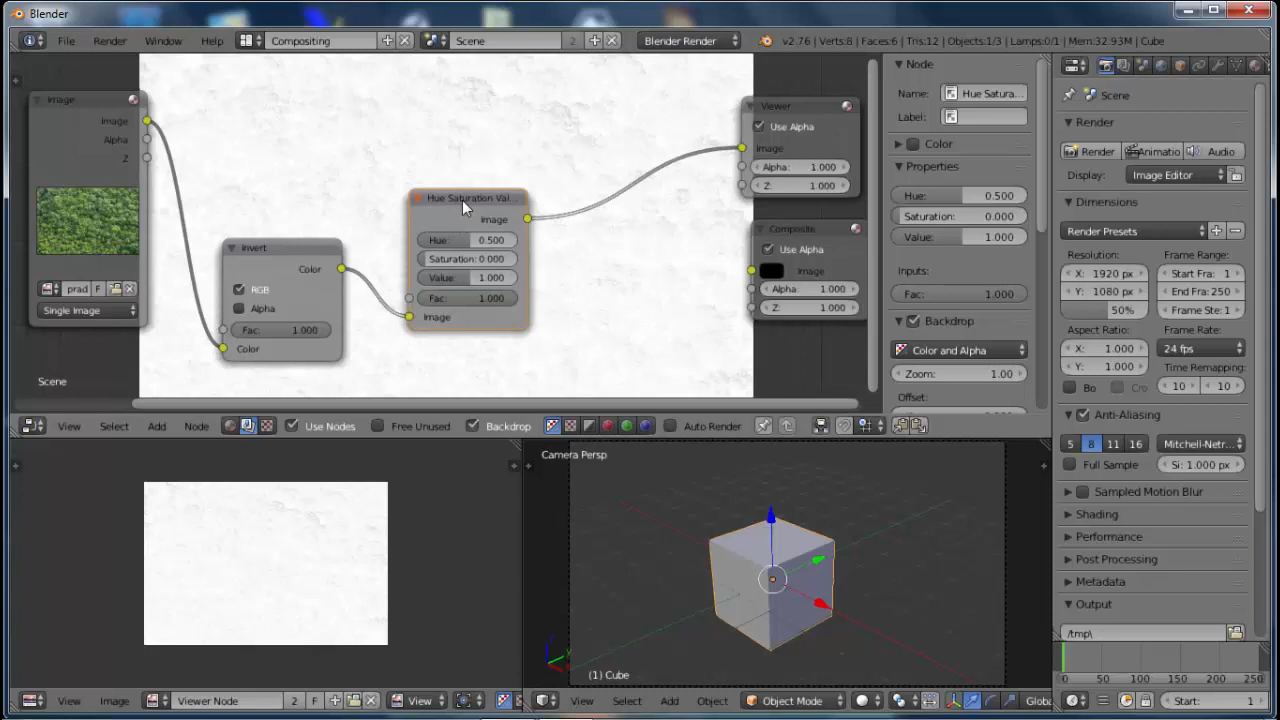 Blender
File Render Window Help Compositing Scene 2 Blender Render v2.76 | Verts:8 | Faces:6 | Tris:12 | Objects:1/3 | Lamps:0/1 | Mem:32.93M | Cube
Image
Image
Alpha
Z
prad F
Single Image
Invert
Color
RGB
Alpha
Fac: 1.000
Color
Hue Saturation Val...
Image
Hue: 0.500
Saturation: 0.000
Value: 1.000
Fac: 1.000
Image
Viewer
Use Alpha
Image
Alpha: 1.000
Z: 1.000
Composite
Use Alpha
Image
Alpha: 1.000
Z: 1.000
Scene
Node
Name: Hue Satura...
Label:
Color
Properties
Hue: 0.500
Saturation: 0.000
Value: 1.000
Inputs:
Fac: 1.000
Backdrop
Color and Alpha
Zoom: 1.00
Offset:
View Select Add Node Use Nodes Free Unused Backdrop Auto Render
Camera Persp
(1) Cube
View Image Viewer Node 2 F View
View Select Add Object Object Mode Globa
Scene
Render
Render Animatio Audio
Display: Image Editor
Dimensions
Render Presets
Resolution: Frame Range:
X: 1920 px Start Fra: 1
Y: 1080 px End Fra: 250
50% Frame Ste: 1
Aspect Ratio: Frame Rate:
X: 1.000 24 fps
Y: 1.000 Time Remapping:
Bo Cro 10 10
Anti-Aliasing
5 8 11 16 Mitchell-Netr...
Full Sample Si: 1.000 px
Sampled Motion Blur
Shading
Performance
Post Processing
Metadata
Output
/tmp\
0 50 100 150 200 250
Start: 1